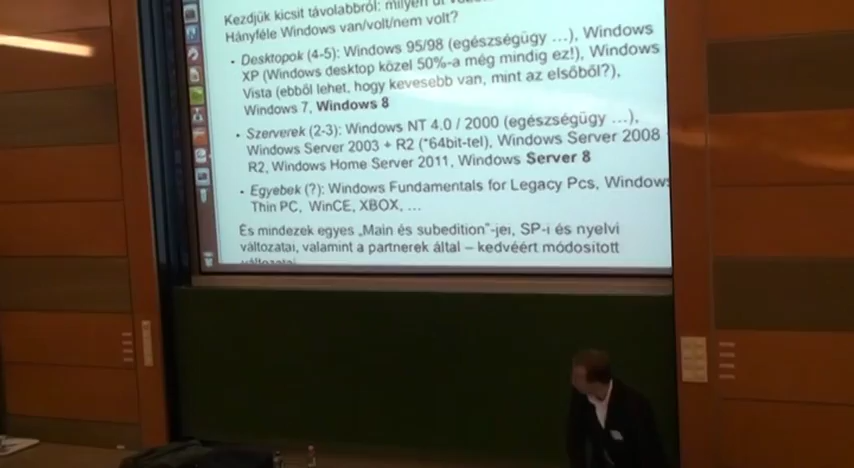 Kezdjük kicsit távolabbról: milyen
Hányféle Windows van/volt/nem volt?
• Desktopok (4-5): Windows 95/98 (egészségügy ...), Windows
XP (Windows desktop közel 50%-a még mindig ez!), Windows
Vista (ebből lehet, hogy kevesebb van, mint az elsőből?),
Windows 7, Windows 8
• Szerverek (2-3): Windows NT 4.0 / 2000 (egészségügy ...),
Windows Server 2003 + R2 (*64bit-tel), Windows Server 2008
R2, Windows Home Server 2011, Windows Server 8
• Egyebek (?): Windows Fundamentals for Legacy Pcs, Windows
Thin PC, WinCE, XBOX, ...
És mindezek egyes „Main és subedition"-jei, SP-i és nyelvi
változatai, valamint a partnerek által – kedvéért módosított
változatai